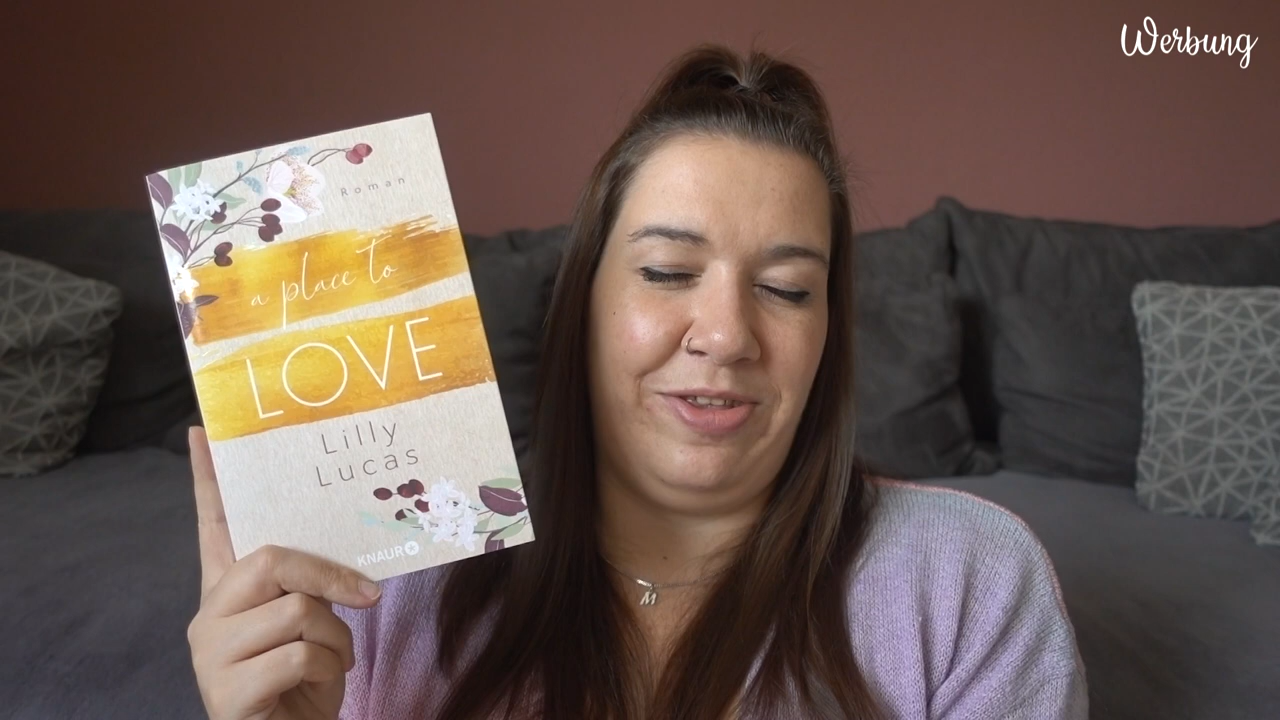 Werbung
Roman
a place to
LOVE
Lilly
Lucas
KNAUR
M